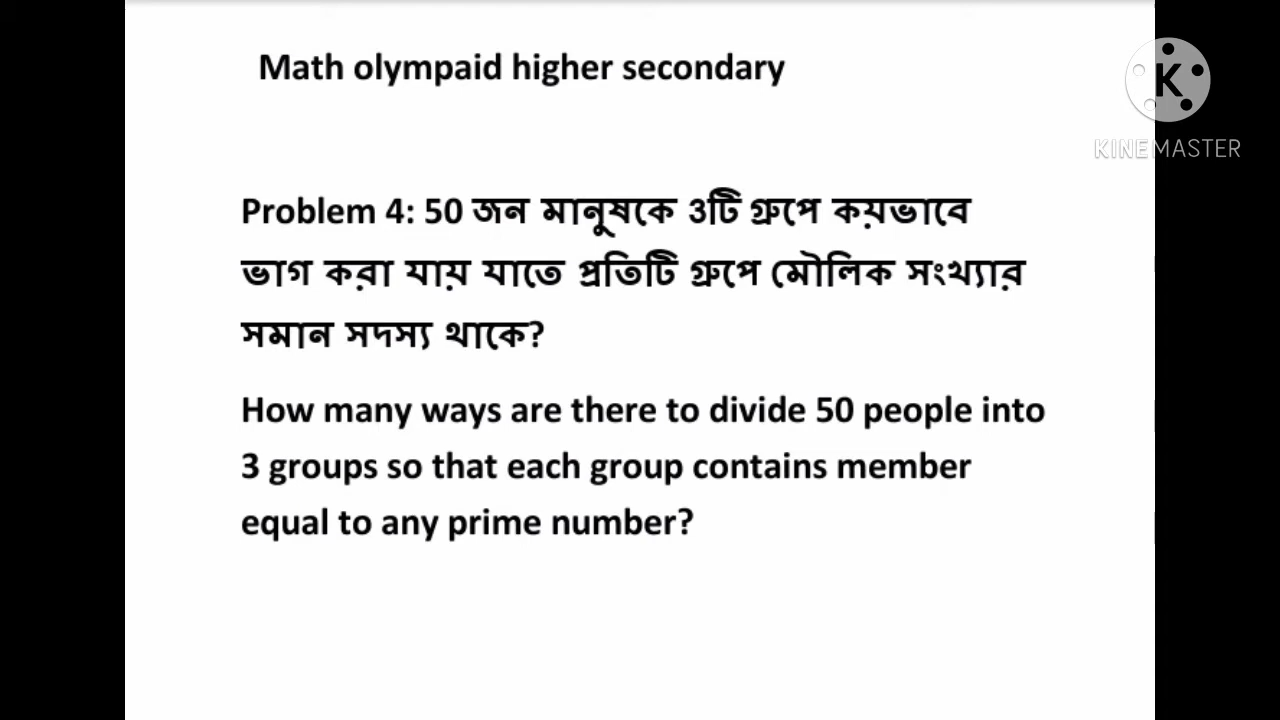 Math olympaid higher secondary
KINEMASTER
Problem 4: 50 জন মানুষকে 3টি গ্রুপে কয়ভাবে
ভাগ করা যায় যাতে প্রতিটি গ্রুপে মৌলিক সংখ্যার
সমান সদস্য থাকে?
How many ways are there to divide 50 people into
3 groups so that each group contains member
equal to any prime number?